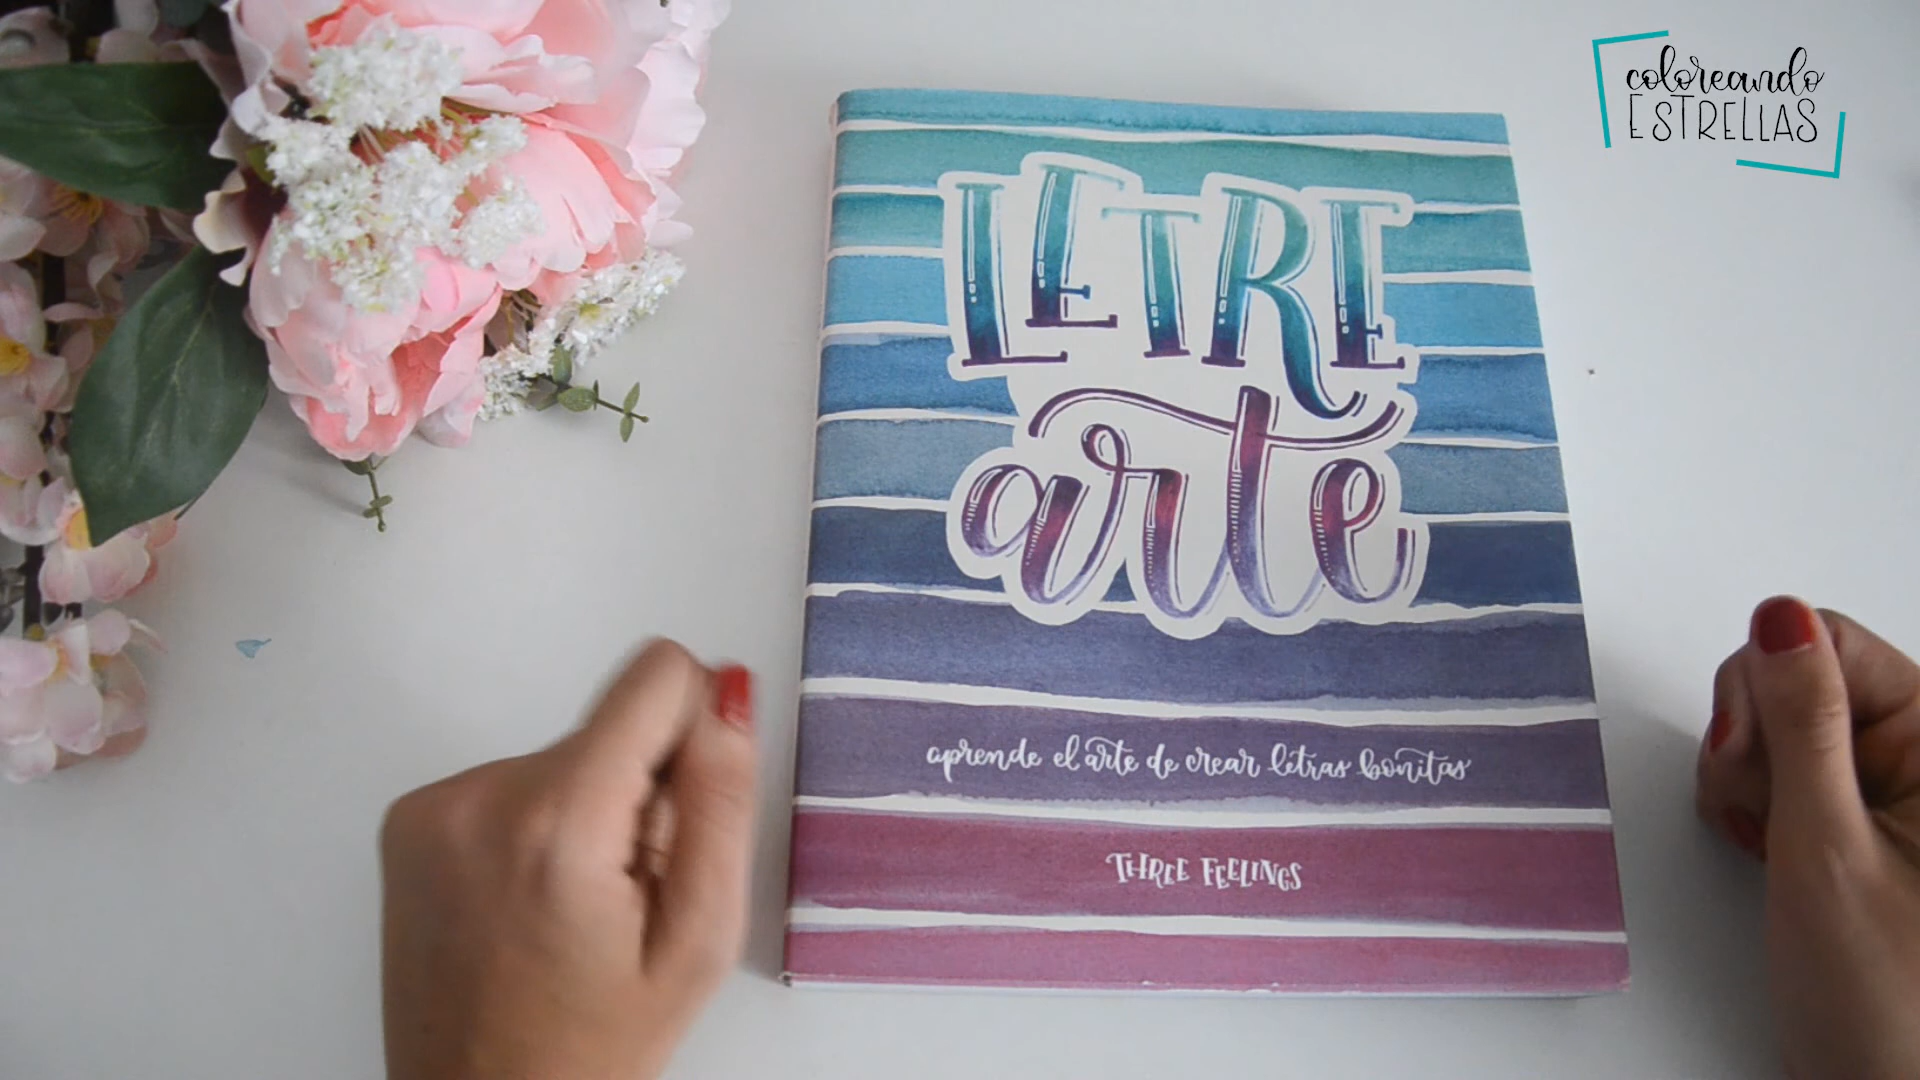 coloreando
ESTRELLAS
LETRE
arte
aprende el arte de crear letras bonitas
THREE FEELINGS